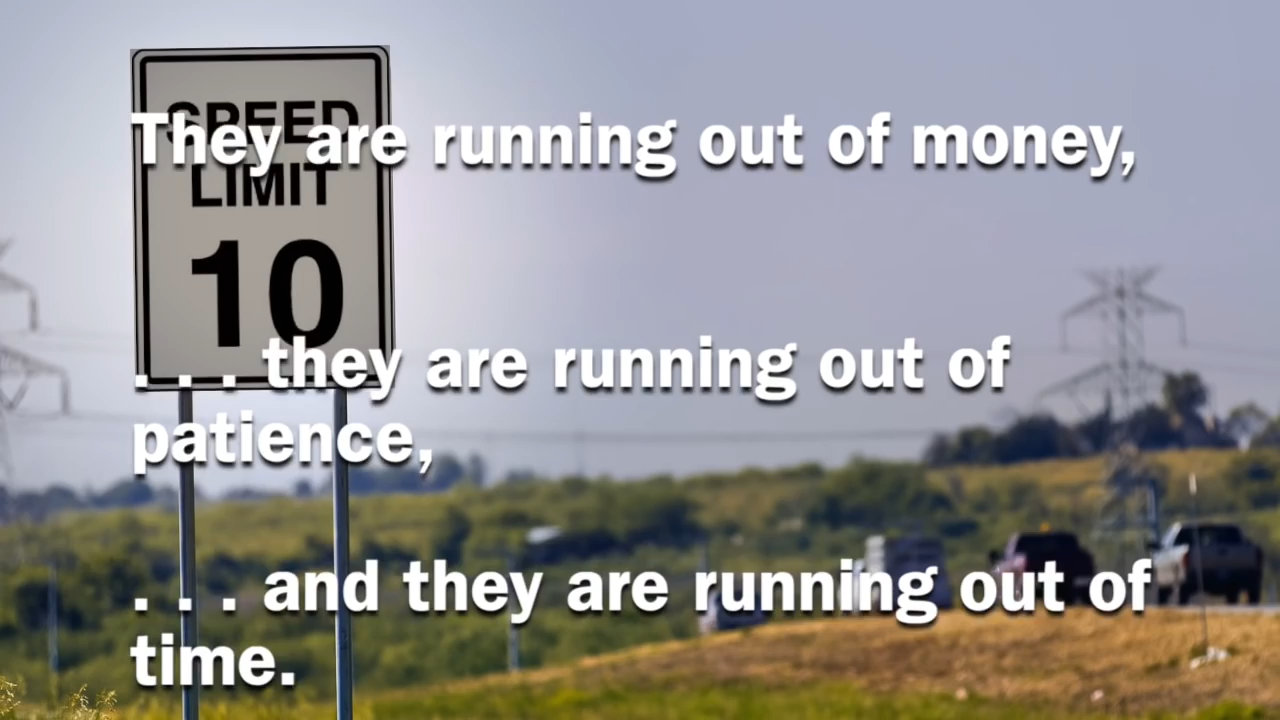 SPEED
LIMIT
10
They are running out of money,
. . . they are running out of
patience,
. . . and they are running out of
time.